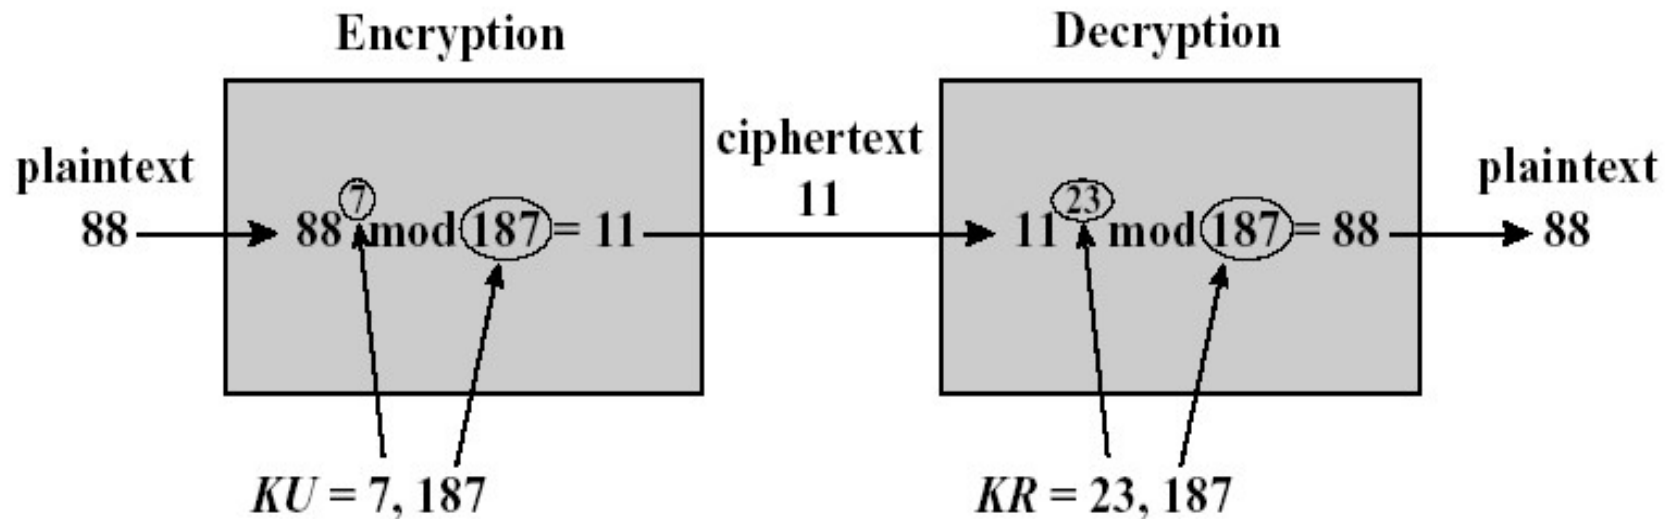 Encryption
Decryption
plaintext
88
88^7 mod 187 = 11
ciphertext
11
11^23 mod 187 = 88
plaintext
88
KU = 7, 187
KR = 23, 187